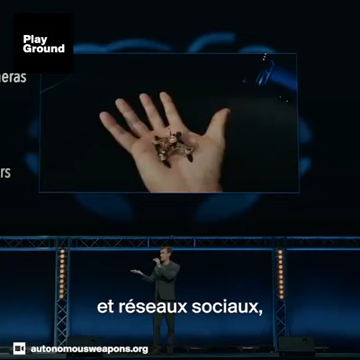 Play
Ground
eras
rs
et réseaux sociaux,
autonomousweapons.org